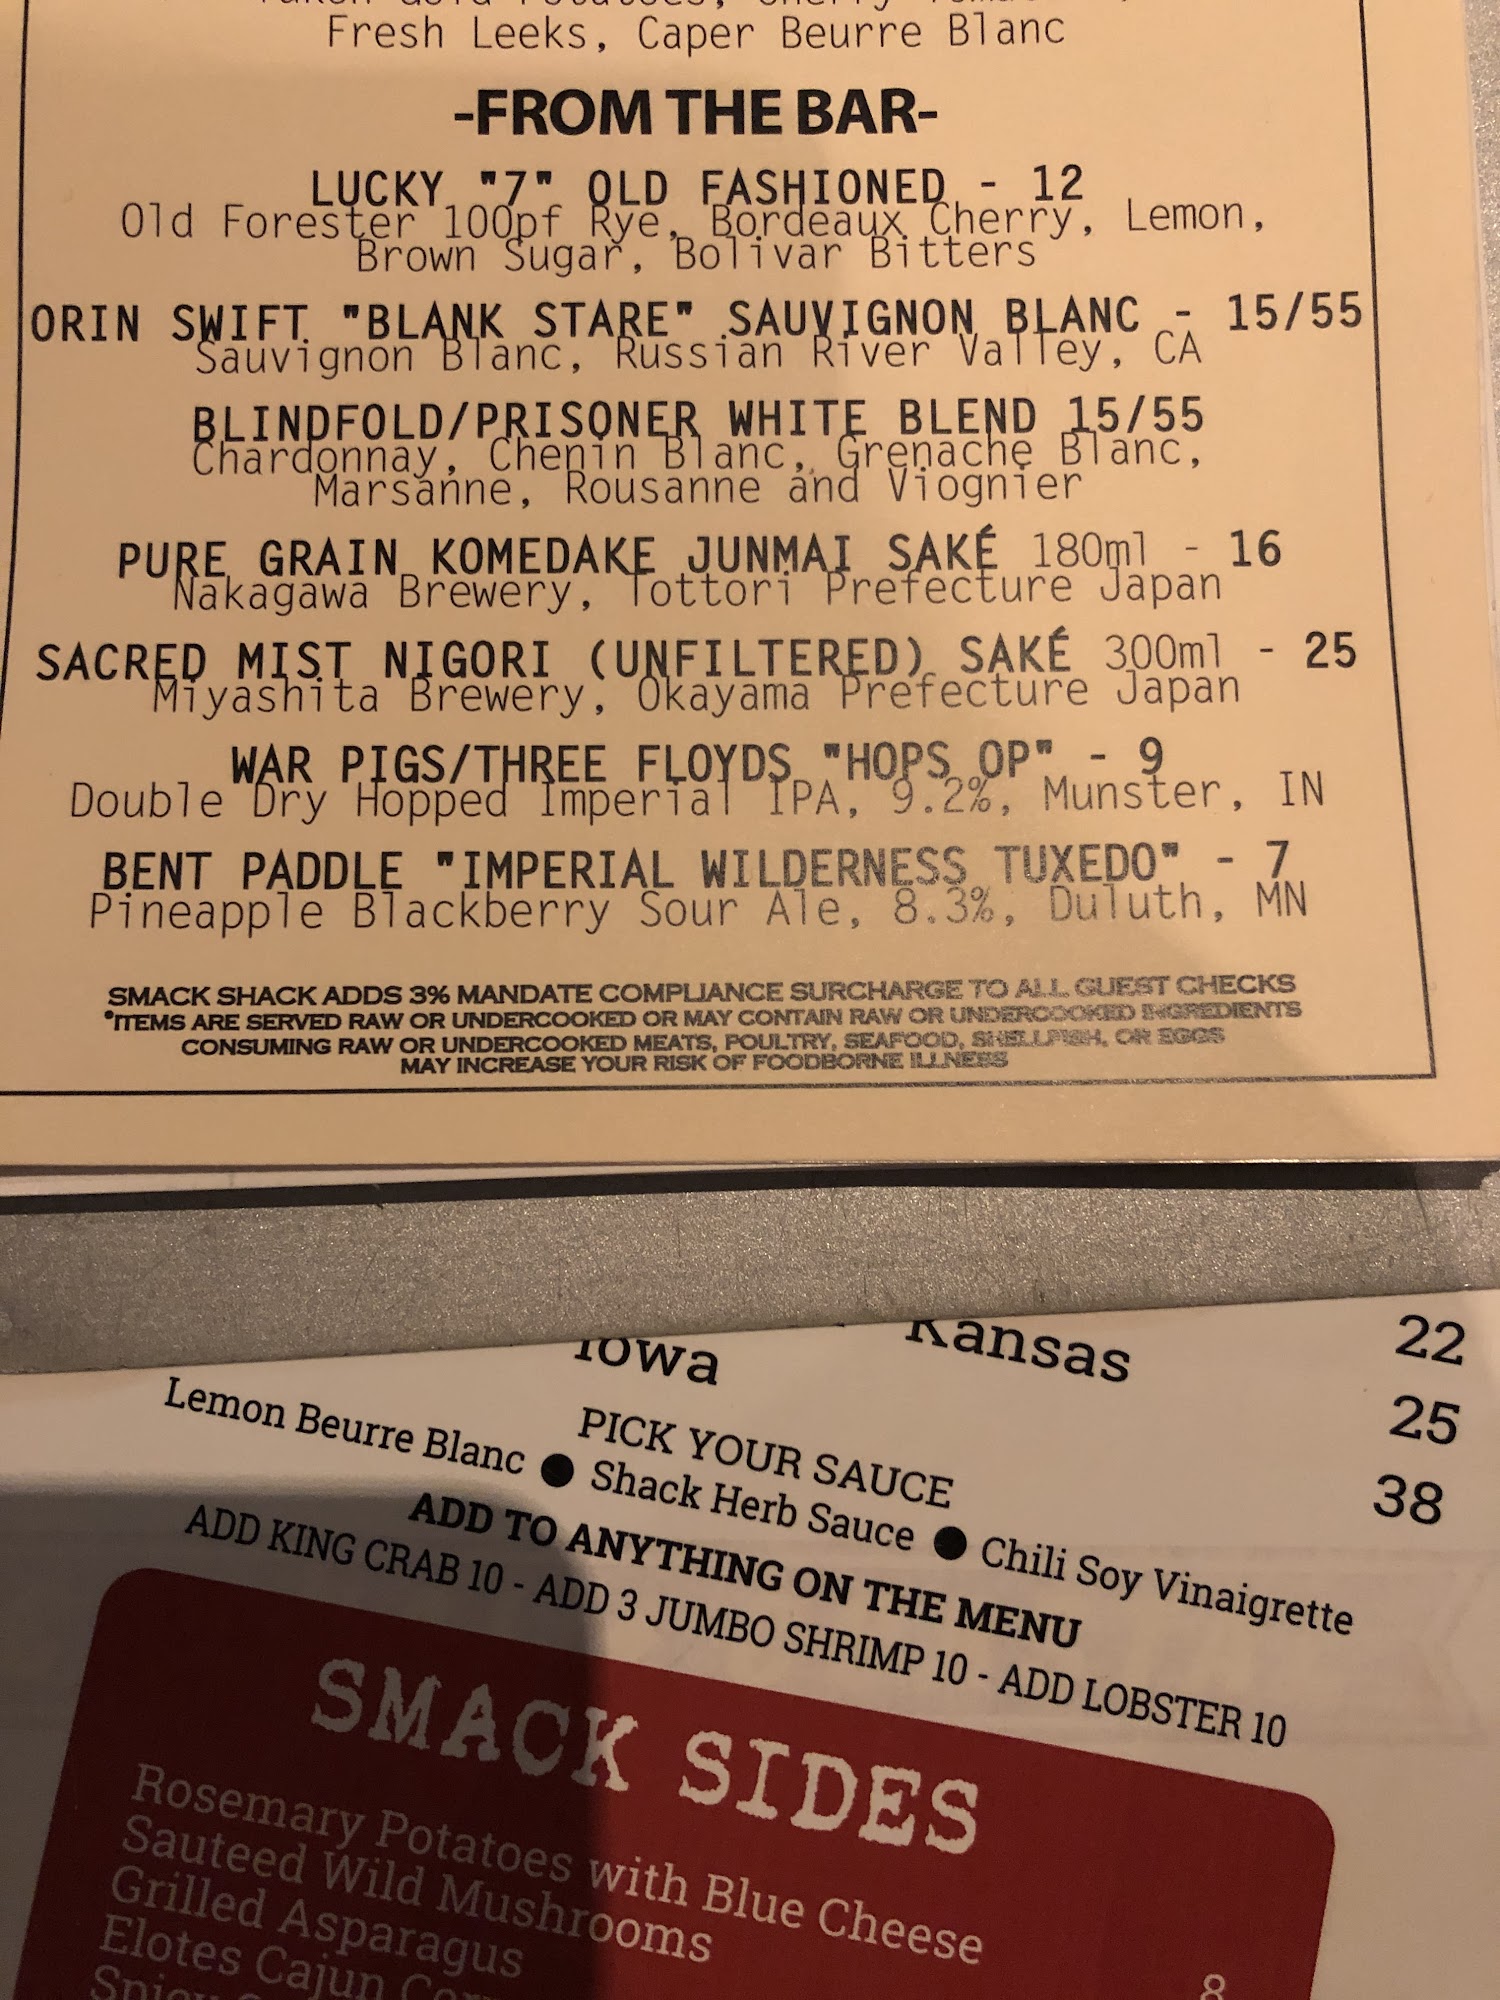 Fresh Leeks, Caper Beurre Blanc
-FROM THE BAR-
LUCKY "7" OLD FASHIONED - 12
Old Forester 100pf Rye, Bordeaux Cherry, Lemon,
Brown Sugar, Bolivar Bitters
ORIN SWIFT "BLANK STARE" SAUVIGNON BLANC - 15/55
Sauvignon Blanc, Russian River Valley, CA
BLINDFOLD/PRISONER WHITE BLEND 15/55
Chardonnay, Chenin Blanc, Grenache Blanc,
Marsanne, Rousanne and Viognier
PURE GRAIN KOMEDAKE JUNMAI SAKÉ 180ml - 16
Nakagawa Brewery, Tottori Prefecture Japan
SACRED MIST NIGORI (UNFILTERED) SAKÉ 300ml - 25
Miyashita Brewery, Okayama Prefecture Japan
WAR PIGS/THREE FLOYDS "HOPS OP" - 9
Double Dry Hopped Imperial IPA, 9.2%, Munster, IN
BENT PADDLE "IMPERIAL WILDERNESS TUXEDO" - 7
Pineapple Blackberry Sour Ale, 8.3%, Duluth, MN
SMACK SHACK ADDS 3% MANDATE COMPLIANCE SURCHARGE TO ALL GUEST CHECKS
*ITEMS ARE SERVED RAW OR UNDERCOOKED OR MAY CONTAIN RAW OR UNDERCOOKED INGREDIENTS
CONSUMING RAW OR UNDERCOOKED MEATS, POULTRY, SEAFOOD, SHELLFISH, OR EGGS
MAY INCREASE YOUR RISK OF FOODBORNE ILLNESS
Iowa Kansas 22
25
38
PICK YOUR SAUCE
Lemon Beurre Blanc ● Shack Herb Sauce ● Chili Soy Vinaigrette
ADD TO ANYTHING ON THE MENU
ADD KING CRAB 10 - ADD 3 JUMBO SHRIMP 10 - ADD LOBSTER 10
SMACK SIDES
Rosemary Potatoes with Blue Cheese
Sauteed Wild Mushrooms
Grilled Asparagus
Elotes Cajun
8